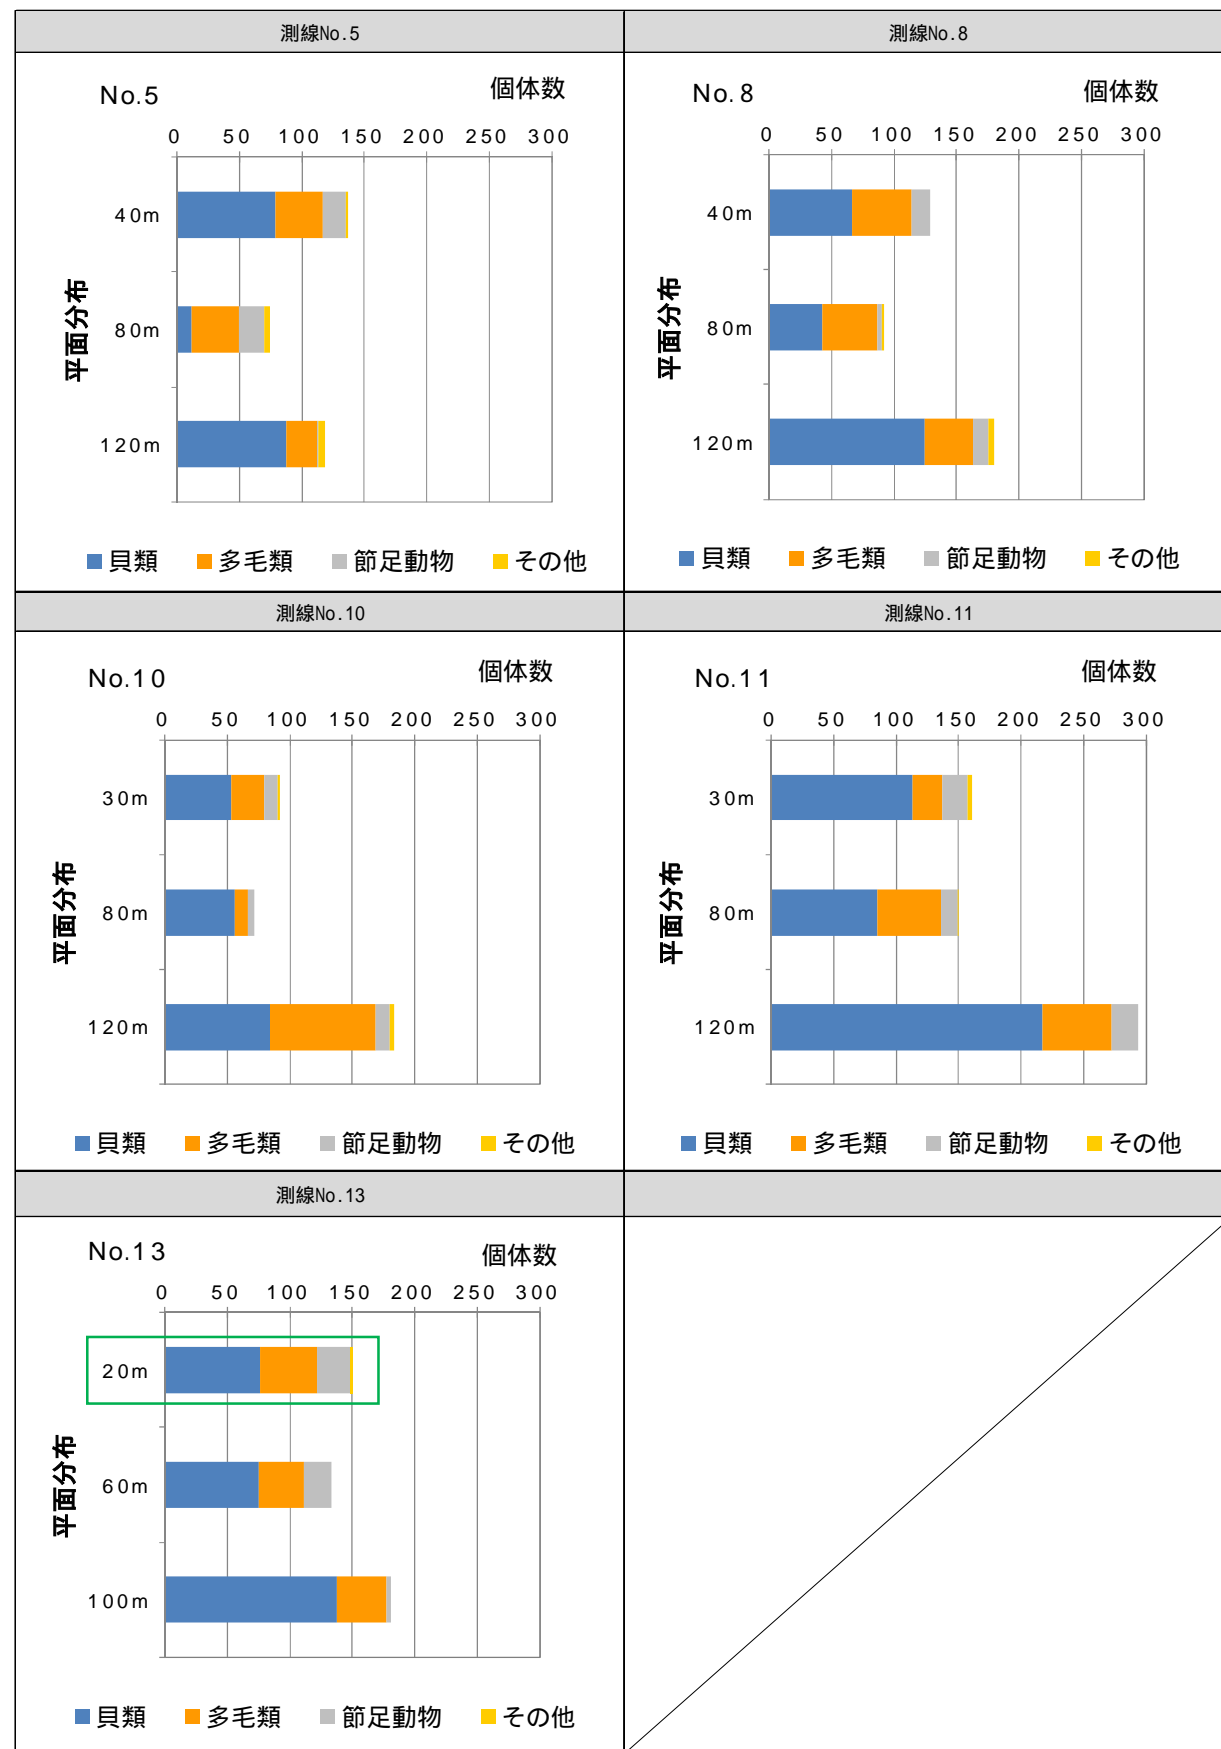 測線No.5
測線No.8
No.5
個体数
0 50 100 150 200 250 300
平面分布
40m
80m
120m
貝類 多毛類 節足動物 その他
No.8
個体数
0 50 100 150 200 250 300
平面分布
40m
80m
120m
貝類 多毛類 節足動物 その他
測線No.10
測線No.11
No.10
個体数
0 50 100 150 200 250 300
平面分布
30m
80m
120m
貝類 多毛類 節足動物 その他
No.11
個体数
0 50 100 150 200 250 300
平面分布
30m
80m
120m
貝類 多毛類 節足動物 その他
測線No.13
No.13
個体数
0 50 100 150 200 250 300
平面分布
20m
60m
100m
貝類 多毛類 節足動物 その他